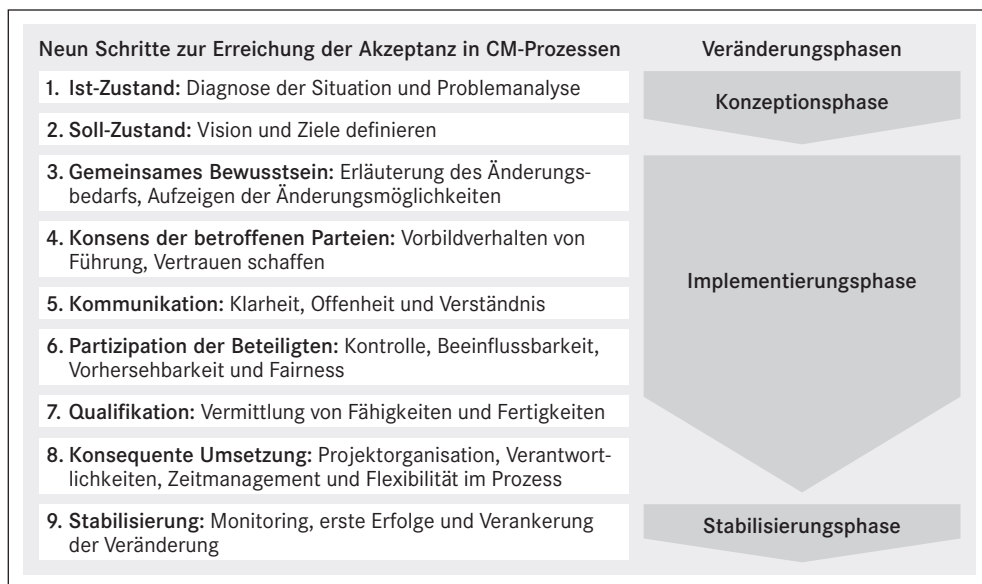 Neun Schritte zur Erreichung der Akzeptanz in CM-Prozessen
Veränderungsphasen
1. Ist-Zustand: Diagnose der Situation und Problemanalyse
2. Soll-Zustand: Vision und Ziele definieren
Konzeptionsphase
3. Gemeinsames Bewusstsein: Erläuterung des Änderungs-
bedarfs, Aufzeigen der Änderungsmöglichkeiten
4. Konsens der betroffenen Parteien: Vorbildverhalten von
Führung, Vertrauen schaffen
5. Kommunikation: Klarheit, Offenheit und Verständnis
6. Partizipation der Beteiligten: Kontrolle, Beeinflussbarkeit,
Vorhersehbarkeit und Fairness
7. Qualifikation: Vermittlung von Fähigkeiten und Fertigkeiten
8. Konsequente Umsetzung: Projektorganisation, Verantwort-
lichkeiten, Zeitmanagement und Flexibilität im Prozess
Implementierungsphase
9. Stabilisierung: Monitoring, erste Erfolge und Verankerung
der Veränderung
Stabilisierungsphase